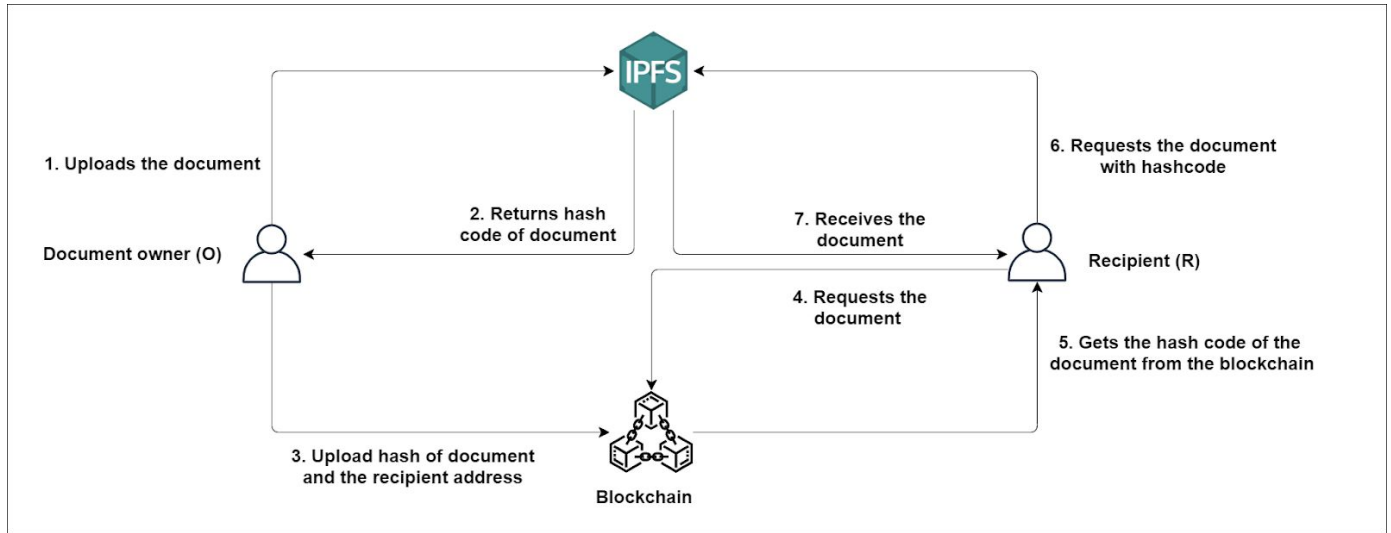 IPFS
1. Uploads the document
6. Requests the document
with hashcode
2. Returns hash
code of document
7. Receives the
document
Document owner (O)
Recipient (R)
4. Requests the
document
5. Gets the hash code of the
document from the blockchain
3. Upload hash of document
and the recipient address
Blockchain